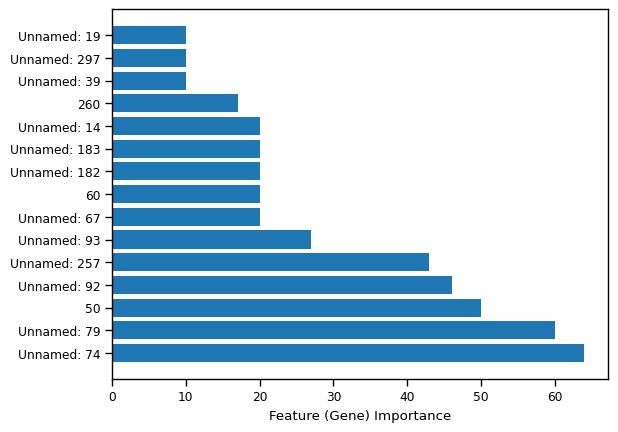 Unnamed: 19
Unnamed: 297
Unnamed: 39
260
Unnamed: 14
Unnamed: 183
Unnamed: 182
60
Unnamed: 67
Unnamed: 93
Unnamed: 257
Unnamed: 92
50
Unnamed: 79
Unnamed: 74
0 10 20 30 40 50 60
Feature (Gene) Importance